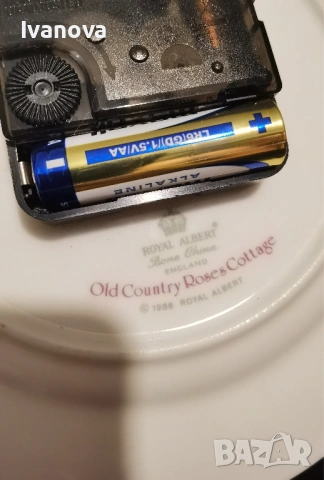 Ivanova
LR6(GD)/1.5V/AA
+
ALKALINE
ROYAL ALBERT
Bone China
ENGLAND
Old Country Roses Cottage
© 1988 ROYAL ALBERT
BAZAR